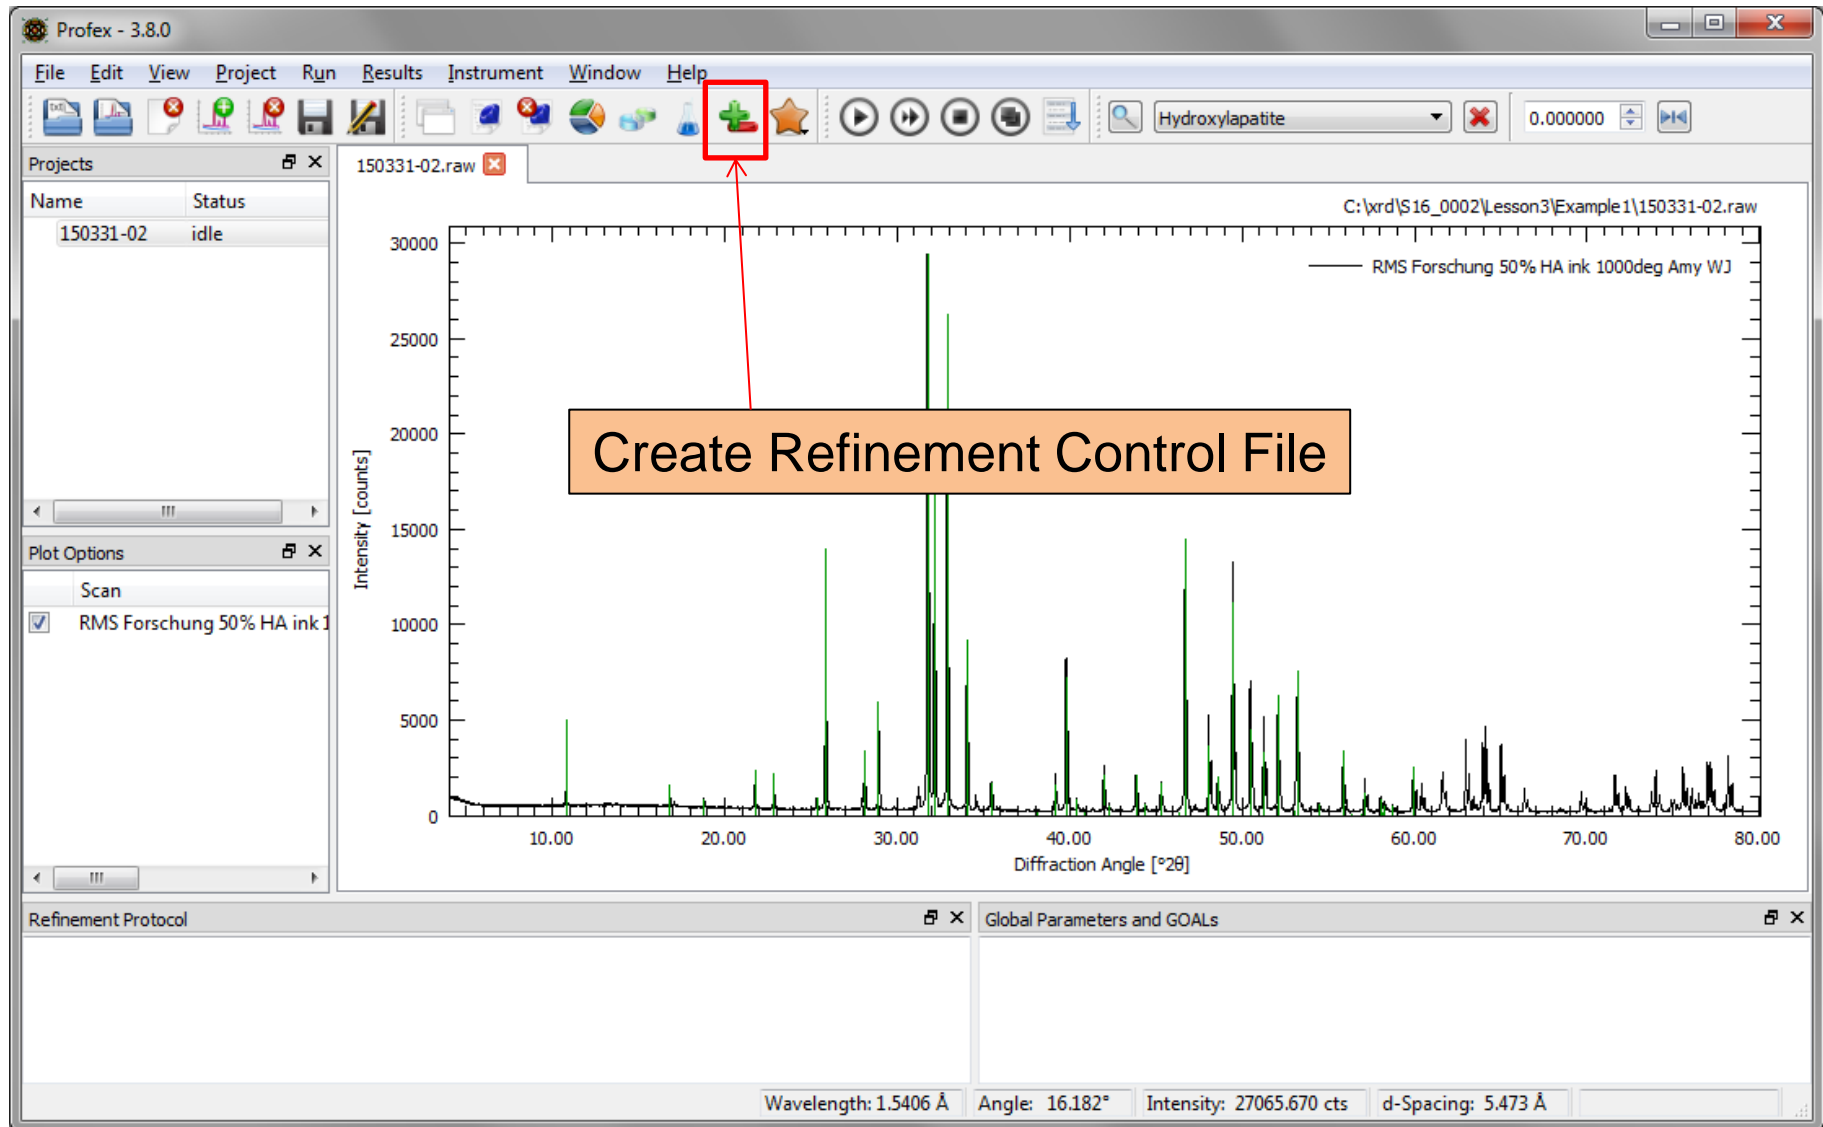 Profex - 3.8.0
File Edit View Project Run Results Instrument Window Help
Hydroxylapatite
0.000000
Projects
150331-02.raw
Name Status
150331-02 idle
C:\xrd\S16_0002\Lesson3\Example1\150331-02.raw
RMS Forschung 50% HA ink 1000deg Amy WJ
30000
25000
20000
15000
10000
5000
0
Intensity [counts]
Create Refinement Control File
10.00 20.00 30.00 40.00 50.00 60.00 70.00 80.00
Diffraction Angle [°2θ]
Plot Options
Scan
RMS Forschung 50% HA ink 1
Refinement Protocol
Global Parameters and GOALs
Wavelength: 1.5406 Å Angle: 16.182° Intensity: 27065.670 cts d-Spacing: 5.473 Å